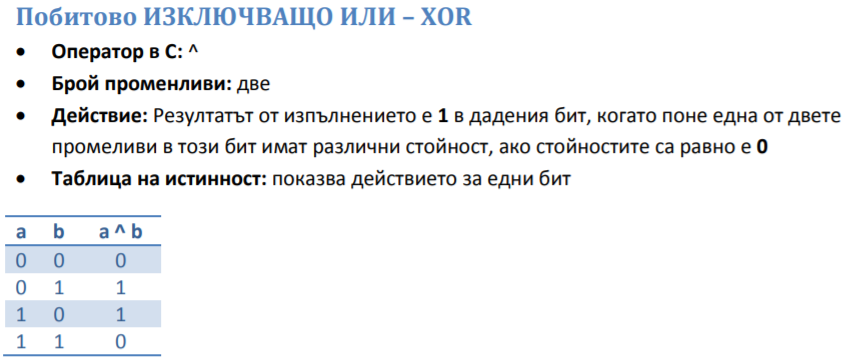 Побитово ИЗКЛЮЧВАЩО ИЛИ – XOR
• Оператор в C: ^
• Брой променливи: две
• Действие: Резултатът от изпълнението е 1 в дадения бит, когато поне една от двете
промеливи в този бит имат различни стойност, ако стойностите са равно е 0
• Таблица на истинност: показва действието за едни бит
a b a ^ b
0 0 0
0 1 1
1 0 1
1 1 0